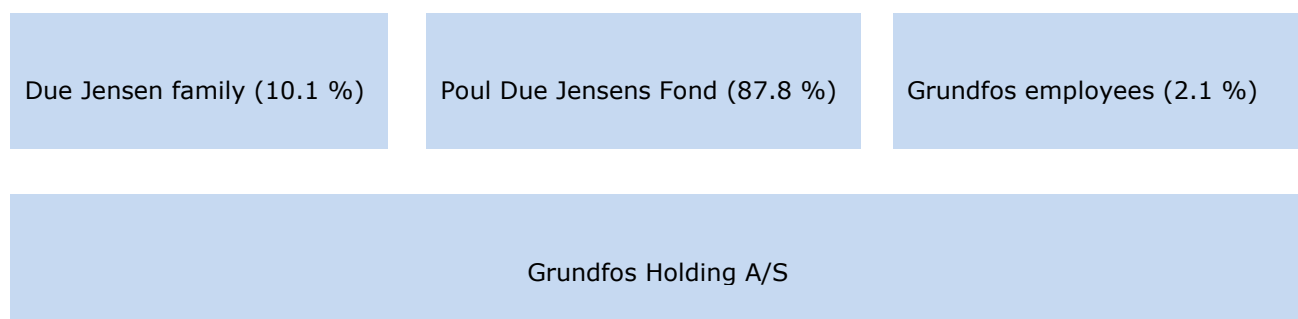 Due Jensen family (10.1 %)
Poul Due Jensens Fond (87.8 %)
Grundfos employees (2.1 %)
Grundfos Holding A/S